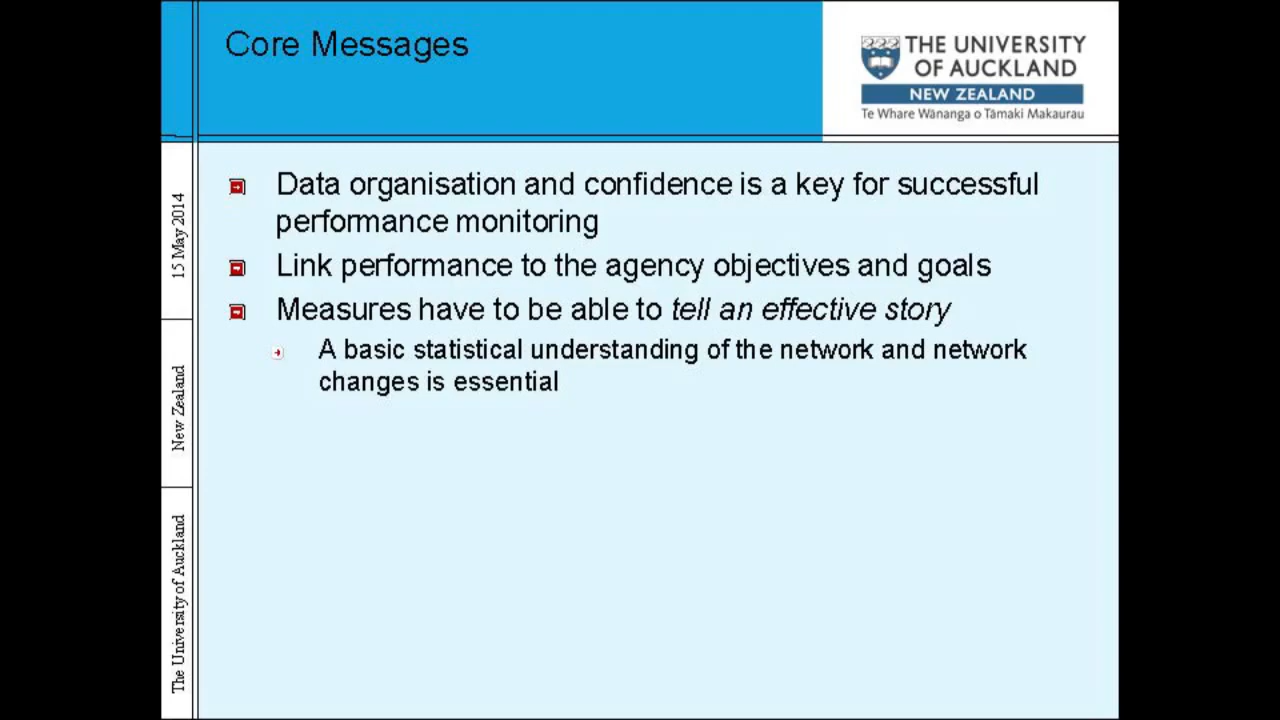 Core Messages
THE UNIVERSITY
OF AUCKLAND
NEW ZEALAND
Te Whare Wānanga o Tāmaki Makaurau
Data organisation and confidence is a key for successful
performance monitoring
Link performance to the agency objectives and goals
Measures have to be able to tell an effective story
A basic statistical understanding of the network and network
changes is essential
15 May 2014
New Zealand
The University of Auckland